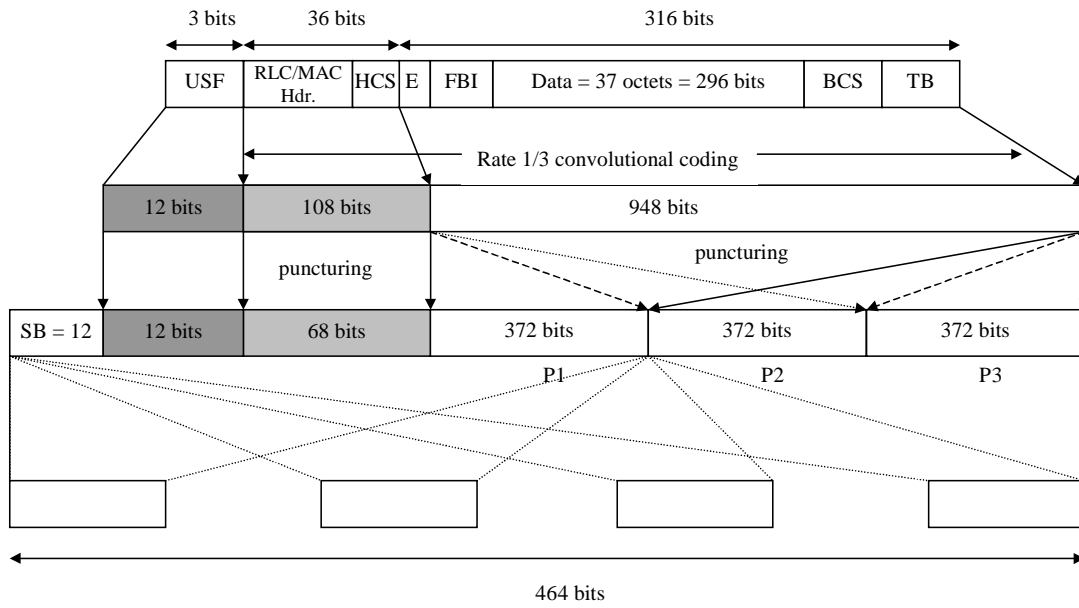 3 bits 36 bits 316 bits
USF RLC/MAC Hdr. HCS E FBI Data = 37 octets = 296 bits BCS TB
Rate 1/3 convolutional coding
12 bits 108 bits 948 bits
puncturing puncturing
SB = 12 12 bits 68 bits 372 bits 372 bits 372 bits
P1 P2 P3
464 bits